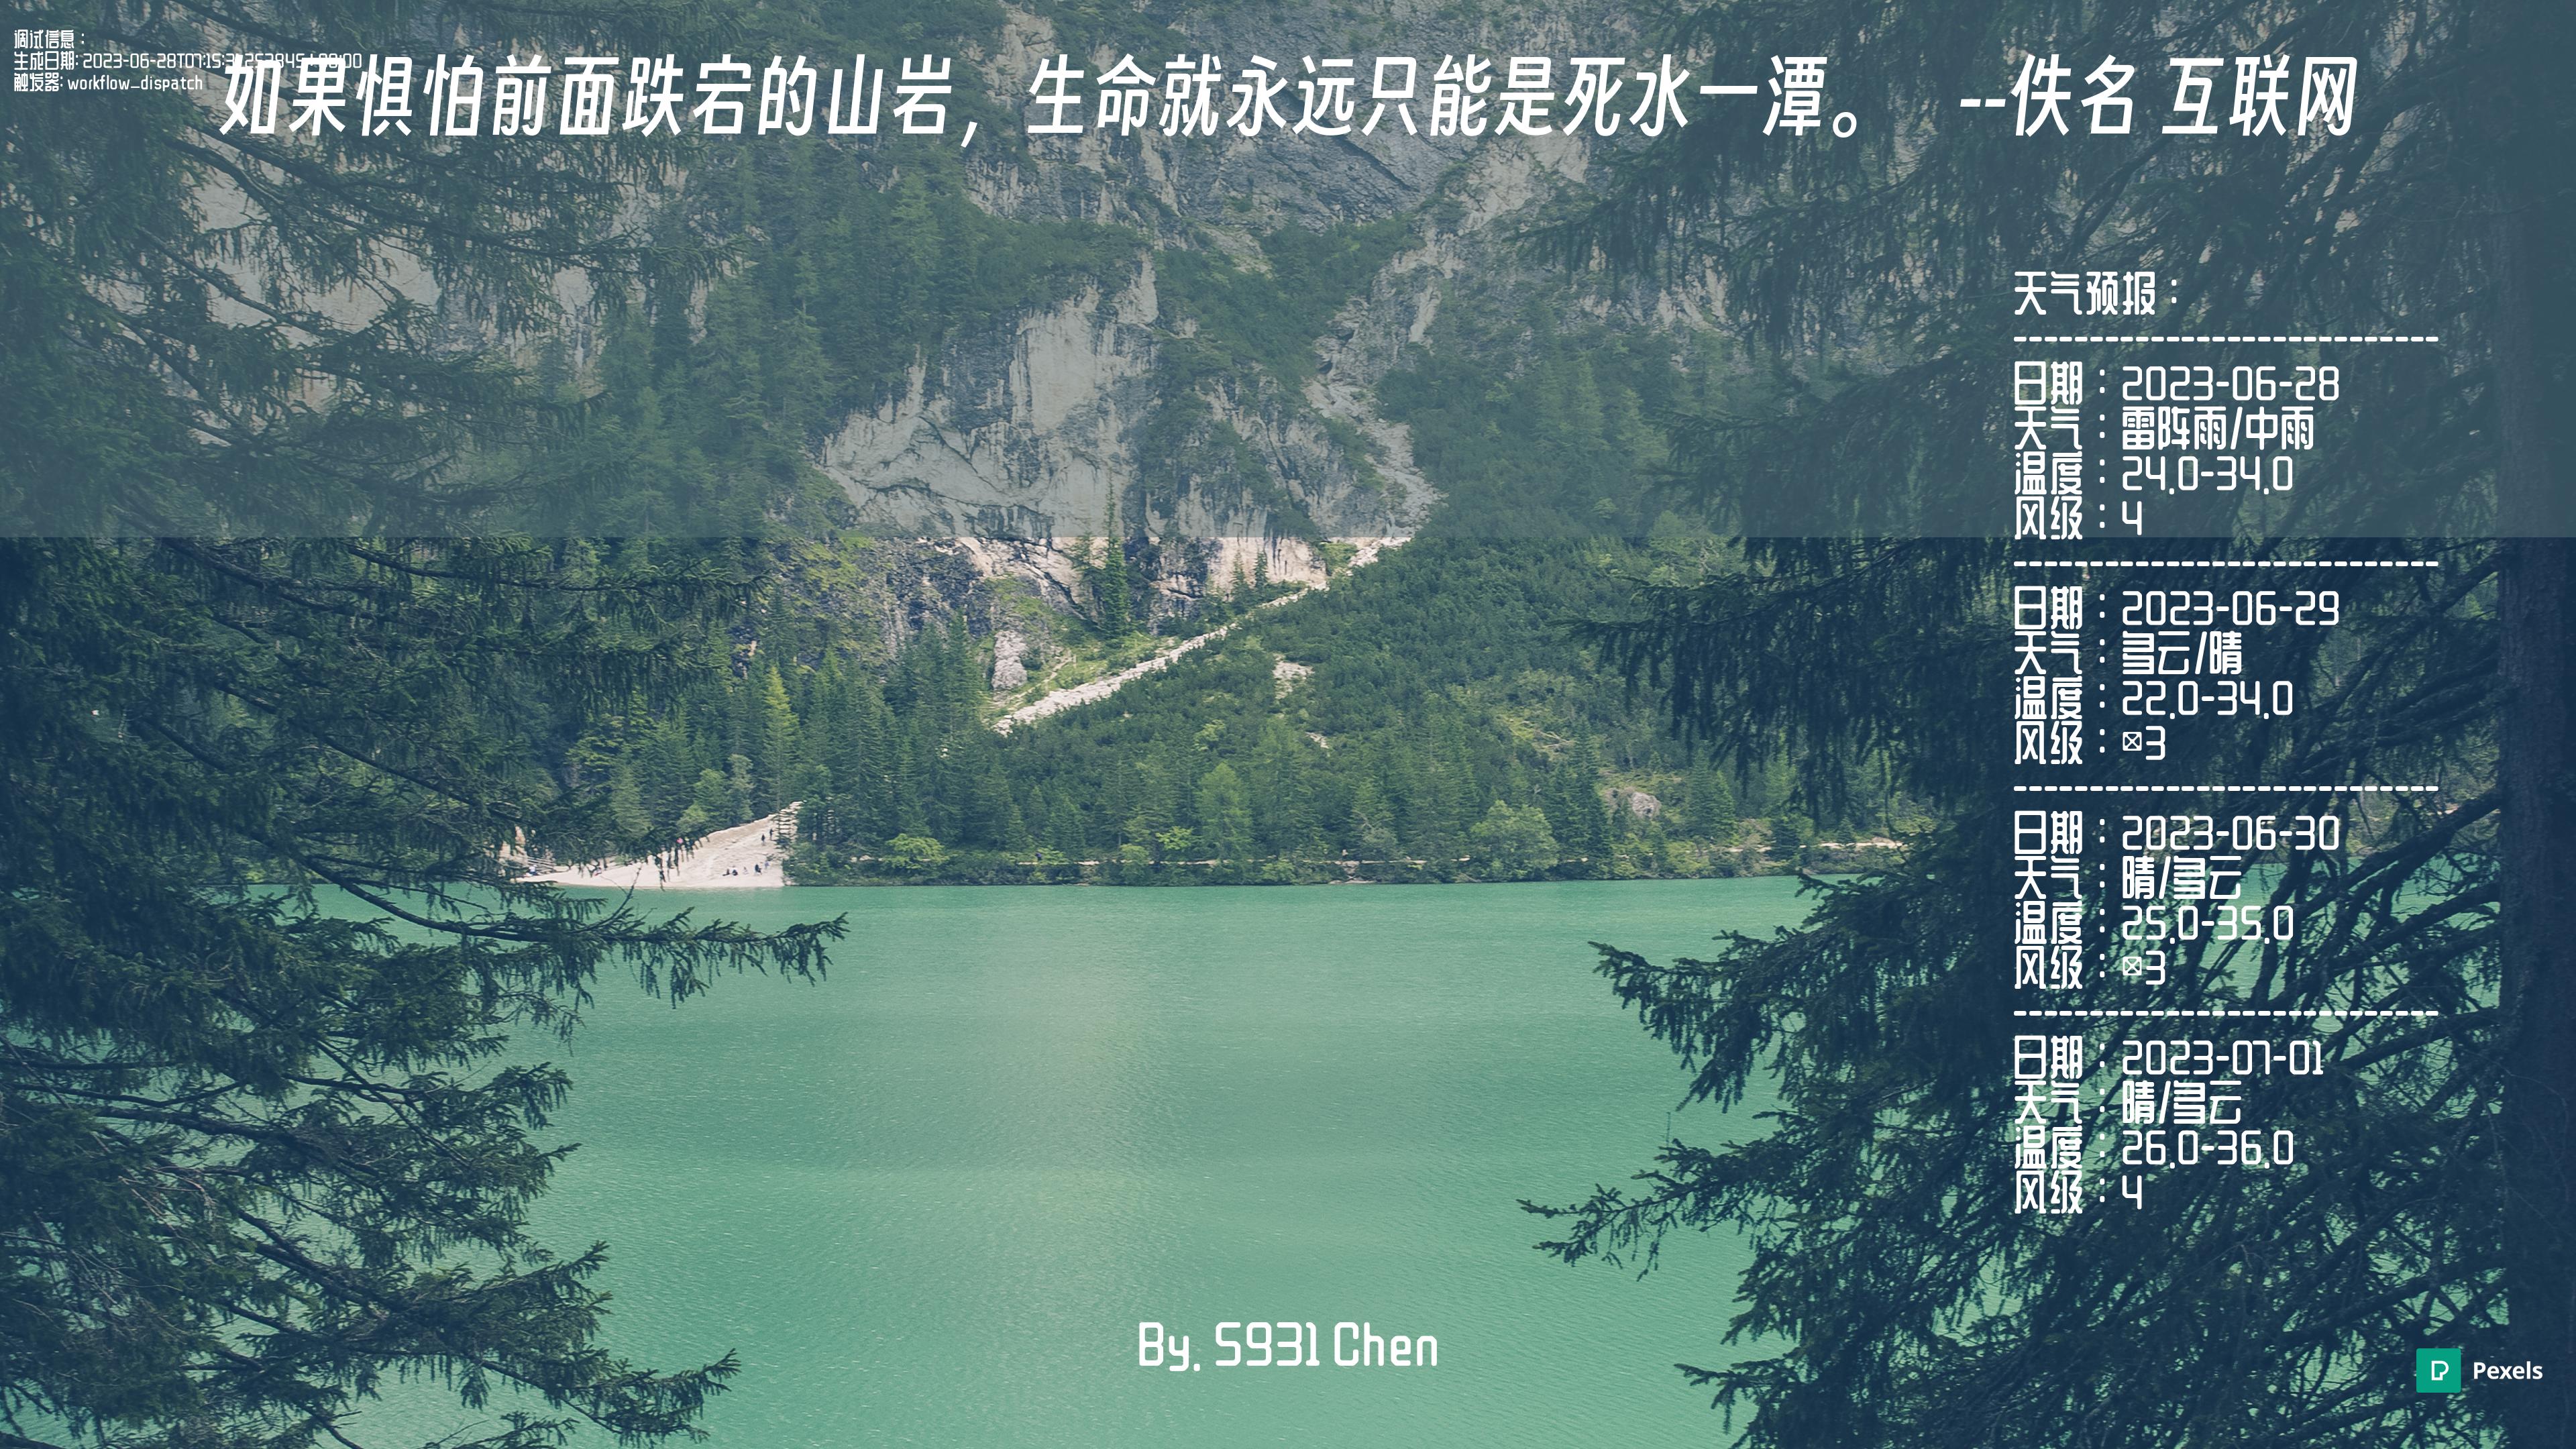 调试信息：
生成日期: 2023-06-28T07:15:
触发器: workflow_dispatch
如果惧怕前面跌宕的山岩，生命就永远只能是死水一潭。 --佚名 互联网
天气预报：
----------------------------
日期：2023-06-28
天气：雷阵雨/中雨
温度：24.0-34.0
风级：4
----------------------------
日期：2023-06-29
天气：多云/晴
温度：22.0-34.0
风级：3
----------------------------
日期：2023-06-30
天气：晴/多云
温度：25.0-35.0
风级：3
----------------------------
日期：2023-07-01
天气：晴/多云
温度：26.0-36.0
风级：4
By. S931 Chen
Pexels